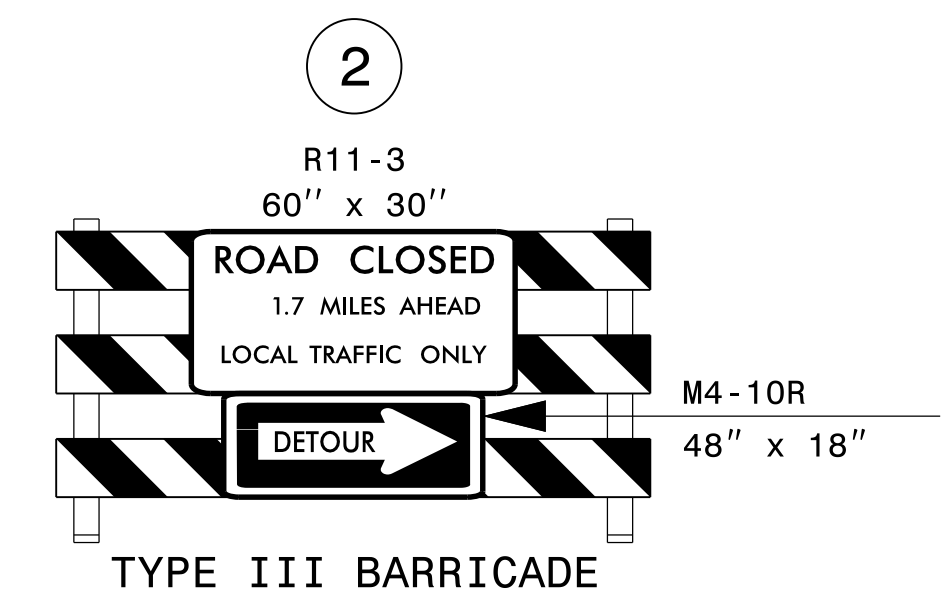 2
R11-3
60" x 30"
ROAD CLOSED
1.7 MILES AHEAD
LOCAL TRAFFIC ONLY
M4-10R
48" x 18"
DETOUR
TYPE III BARRICADE